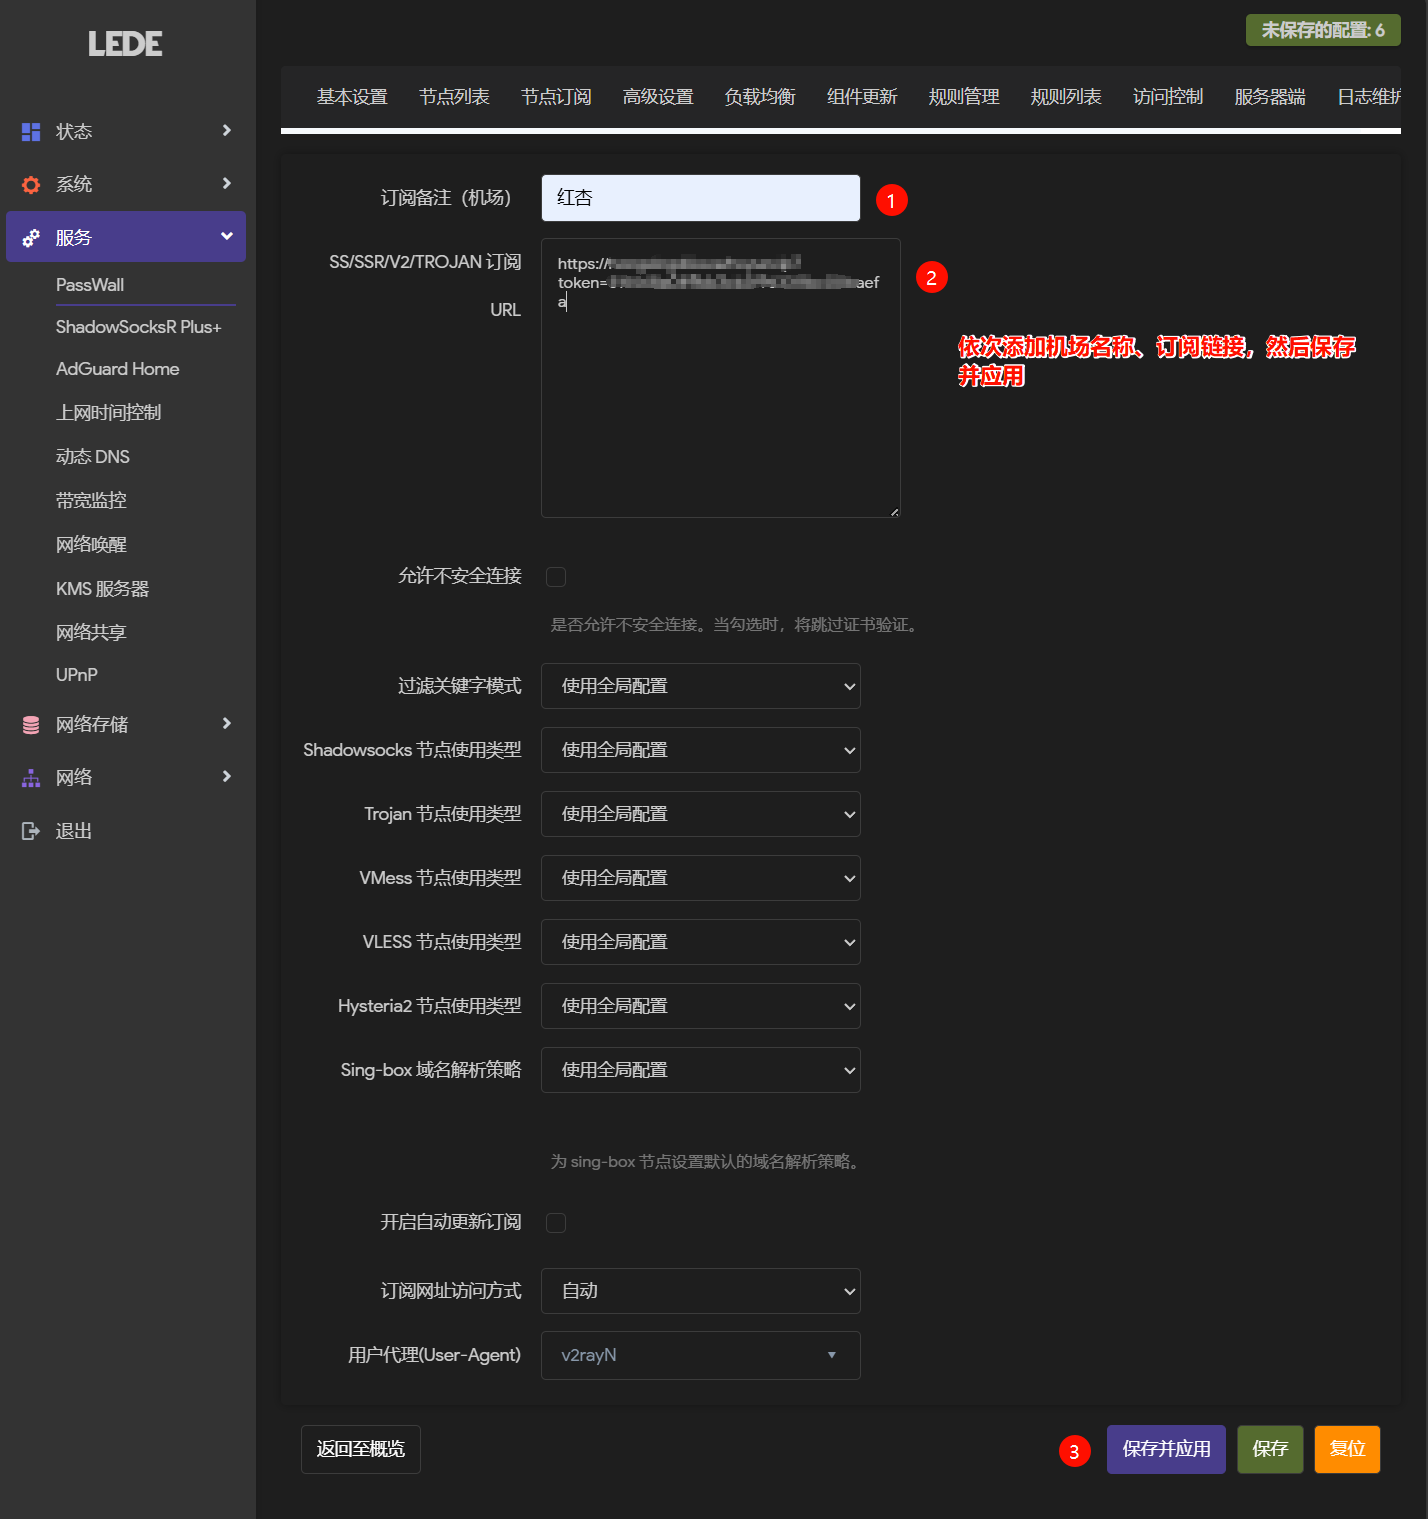 LEDE
未保存的配置: 6
状态
系统
服务
PassWall
ShadowSocksR Plus+
AdGuard Home
上网时间控制
动态 DNS
带宽监控
网络唤醒
KMS 服务器
网络共享
UPnP
网络存储
网络
退出
基本设置 节点列表 节点订阅 高级设置 负载均衡 组件更新 规则管理 规则列表 访问控制 服务器端 日志维护
订阅备注（机场） 红杏 1
SS/SSR/V2/TROJAN 订阅 URL
https://
token= aef
a
2
依次添加机场名称、订阅链接，然后保存
并应用
允许不安全连接
是否允许不安全连接。当勾选时，将跳过证书验证。
过滤关键字模式 使用全局配置
Shadowsocks 节点使用类型 使用全局配置
Trojan 节点使用类型 使用全局配置
VMess 节点使用类型 使用全局配置
VLESS 节点使用类型 使用全局配置
Hysteria2 节点使用类型 使用全局配置
Sing-box 域名解析策略 使用全局配置
为 sing-box 节点设置默认的域名解析策略。
开启自动更新订阅
订阅网址访问方式 自动
用户代理(User-Agent) v2rayN
返回至概览 3 保存并应用 保存 复位